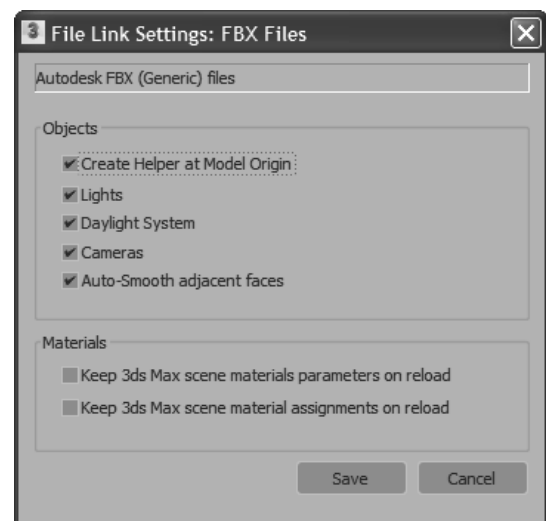 3 File Link Settings: FBX Files
Autodesk FBX (Generic) files
Objects
Create Helper at Model Origin
Lights
Daylight System
Cameras
Auto-Smooth adjacent faces
Materials
Keep 3ds Max scene materials parameters on reload
Keep 3ds Max scene material assignments on reload
Save Cancel